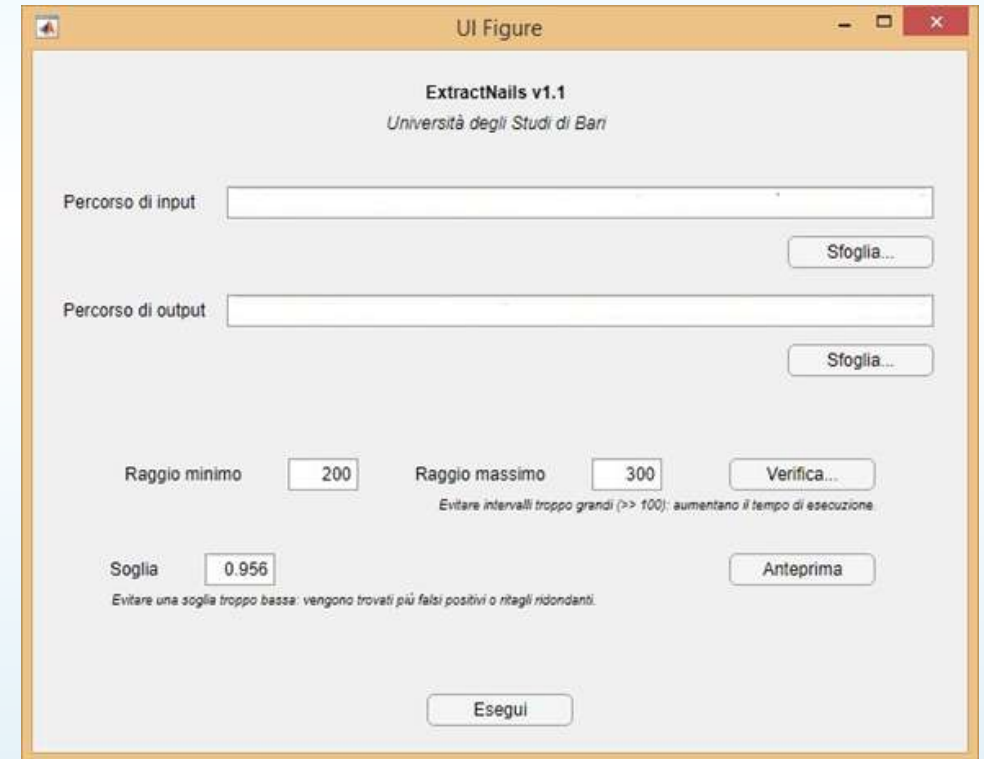 UI Figure
ExtractNails v1.1
Università degli Studi di Bari
Percorso di input
Sfoglia...
Percorso di output
Sfoglia...
Raggio minimo 200 Raggio massimo 300 Verifica...
Evitare intervalli troppo grandi (>> 100): aumentano il tempo di esecuzione.
Soglia 0.956 Anteprima
Evitare una soglia troppo bassa: vengono trovati più falsi positivi o ritagli ridondanti.
Esegui